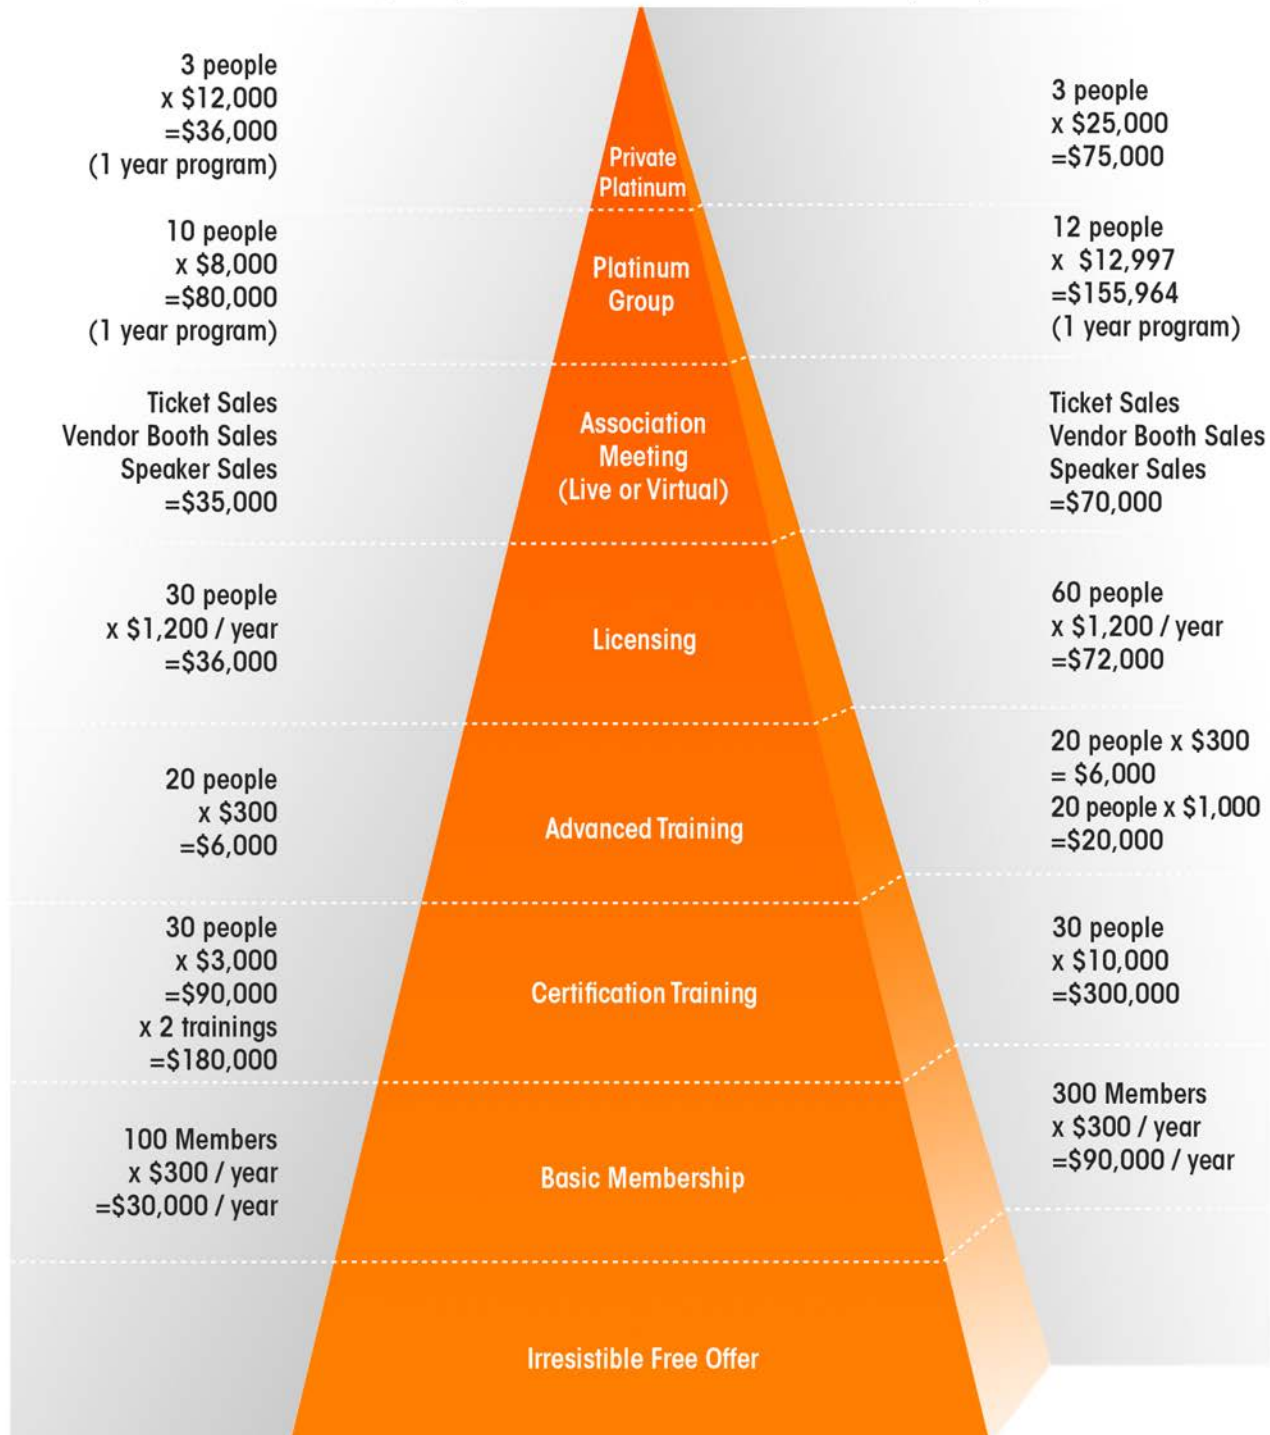 3 people
x $12,000
=$36,000
(1 year program)
Private
Platinum
3 people
x $25,000
=$75,000
10 people
x $8,000
=$80,000
(1 year program)
Platinum
Group
12 people
x $12,997
=$155,964
(1 year program)
Ticket Sales
Vendor Booth Sales
Speaker Sales
=$35,000
Association
Meeting
(Live or Virtual)
Ticket Sales
Vendor Booth Sales
Speaker Sales
=$70,000
30 people
x $1,200 / year
=$36,000
Licensing
60 people
x $1,200 / year
=$72,000
20 people
x $300
=$6,000
Advanced Training
20 people x $300
= $6,000
20 people x $1,000
=$20,000
30 people
x $3,000
=$90,000
x 2 trainings
=$180,000
Certification Training
30 people
x $10,000
=$300,000
100 Members
x $300 / year
=$30,000 / year
Basic Membership
300 Members
x $300 / year
=$90,000 / year
Irresistible Free Offer